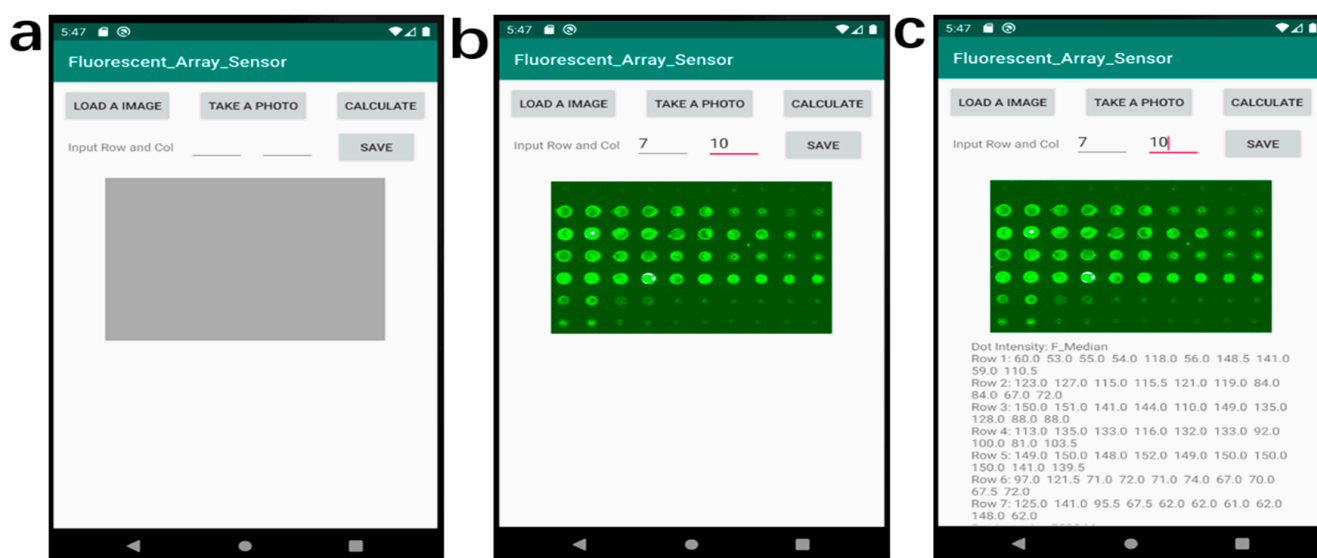 a
5:47
Fluorescent_Array_Sensor
LOAD A IMAGE TAKE A PHOTO CALCULATE
Input Row and Col SAVE
b
5:47
Fluorescent_Array_Sensor
LOAD A IMAGE TAKE A PHOTO CALCULATE
Input Row and Col 7 10 SAVE
c
5:47
Fluorescent_Array_Sensor
LOAD A IMAGE TAKE A PHOTO CALCULATE
Input Row and Col 7 10 SAVE
Dot Intensity: F_Median
Row 1: 60.0 53.0 55.0 54.0 118.0 56.0 148.5 141.0
59.0 110.5
Row 2: 123.0 127.0 115.0 115.5 121.0 119.0 84.0
84.0 67.0 72.0
Row 3: 150.0 151.0 141.0 144.0 110.0 149.0 135.0
128.0 88.0 88.0
Row 4: 113.0 135.0 133.0 116.0 132.0 133.0 92.0
100.0 81.0 103.5
Row 5: 149.0 150.0 148.0 152.0 149.0 150.0 150.0
150.0 141.0 139.5
Row 6: 97.0 121.5 71.0 72.0 71.0 74.0 67.0 70.0
67.5 72.0
Row 7: 125.0 141.0 95.5 67.5 62.0 62.0 61.0 62.0
148.0 62.0